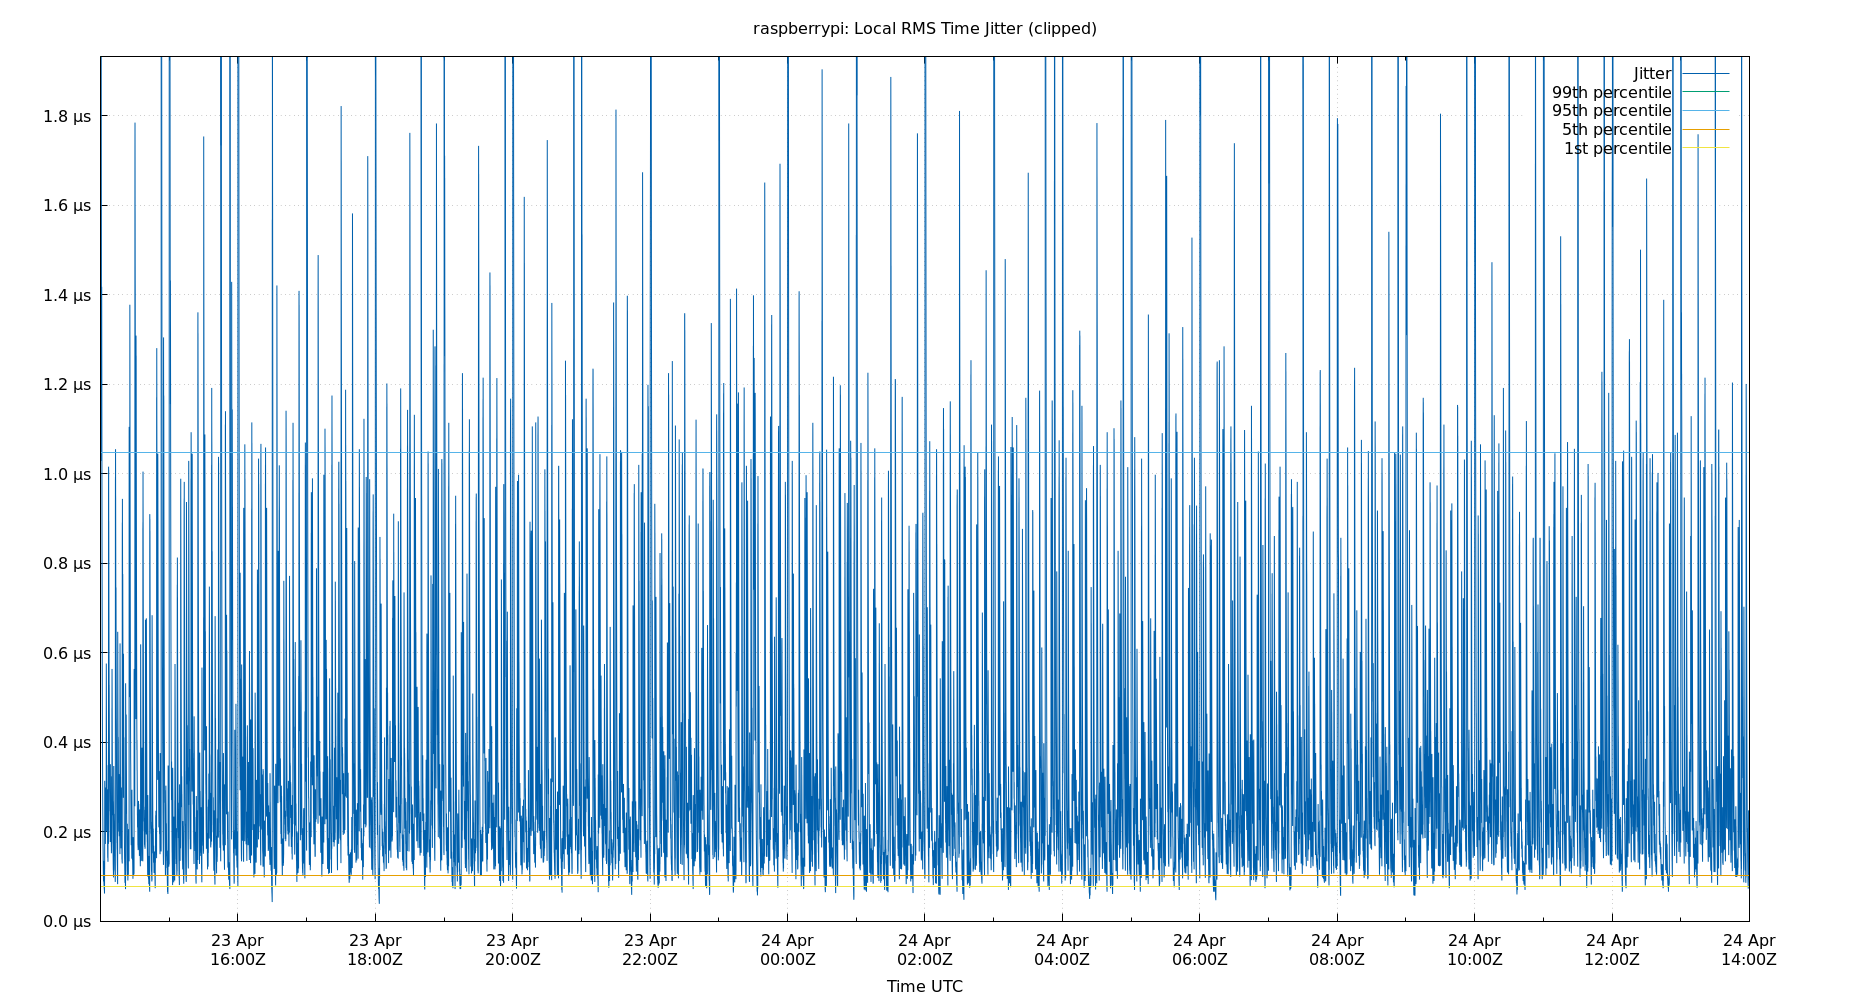 raspberrypi: Local RMS Time Jitter (clipped)
Jitter
99th percentile
95th percentile
5th percentile
1st percentile
1.8 µs
1.6 µs
1.4 µs
1.2 µs
1.0 µs
0.8 µs
0.6 µs
0.4 µs
0.2 µs
0.0 µs
23 Apr 23 Apr 23 Apr 23 Apr 24 Apr 24 Apr 24 Apr 24 Apr 24 Apr 24 Apr 24 Apr 24 Apr
16:00Z 18:00Z 20:00Z 22:00Z 00:00Z 02:00Z 04:00Z 06:00Z 08:00Z 10:00Z 12:00Z 14:00Z
Time UTC